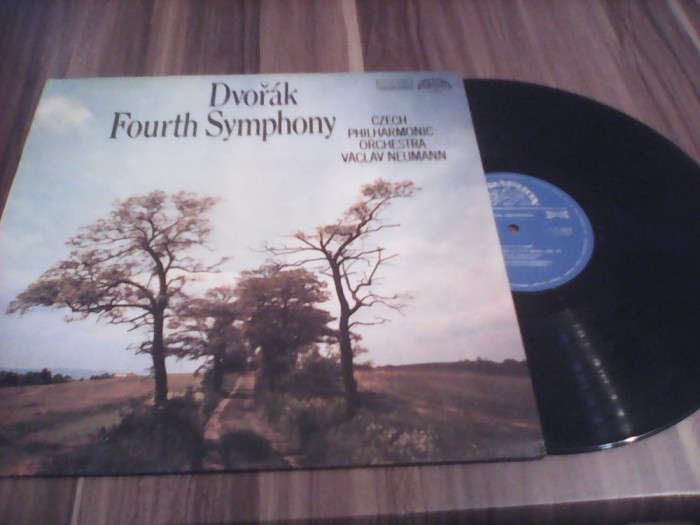 Dvořák
Fourth Symphony
CZECH
PHILHARMONIC
ORCHESTRA
VÁCLAV NEUMANN